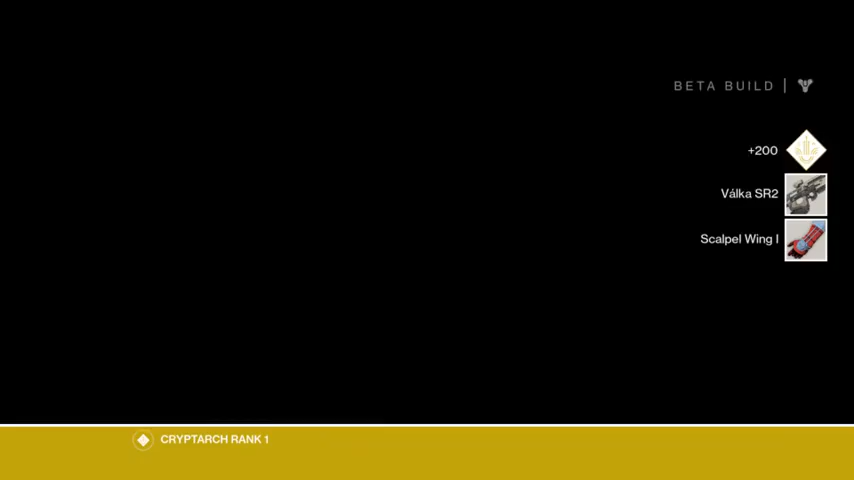 BETA BUILD
+200
Válka SR2
Scalpel Wing I
CRYPTARCH RANK 1